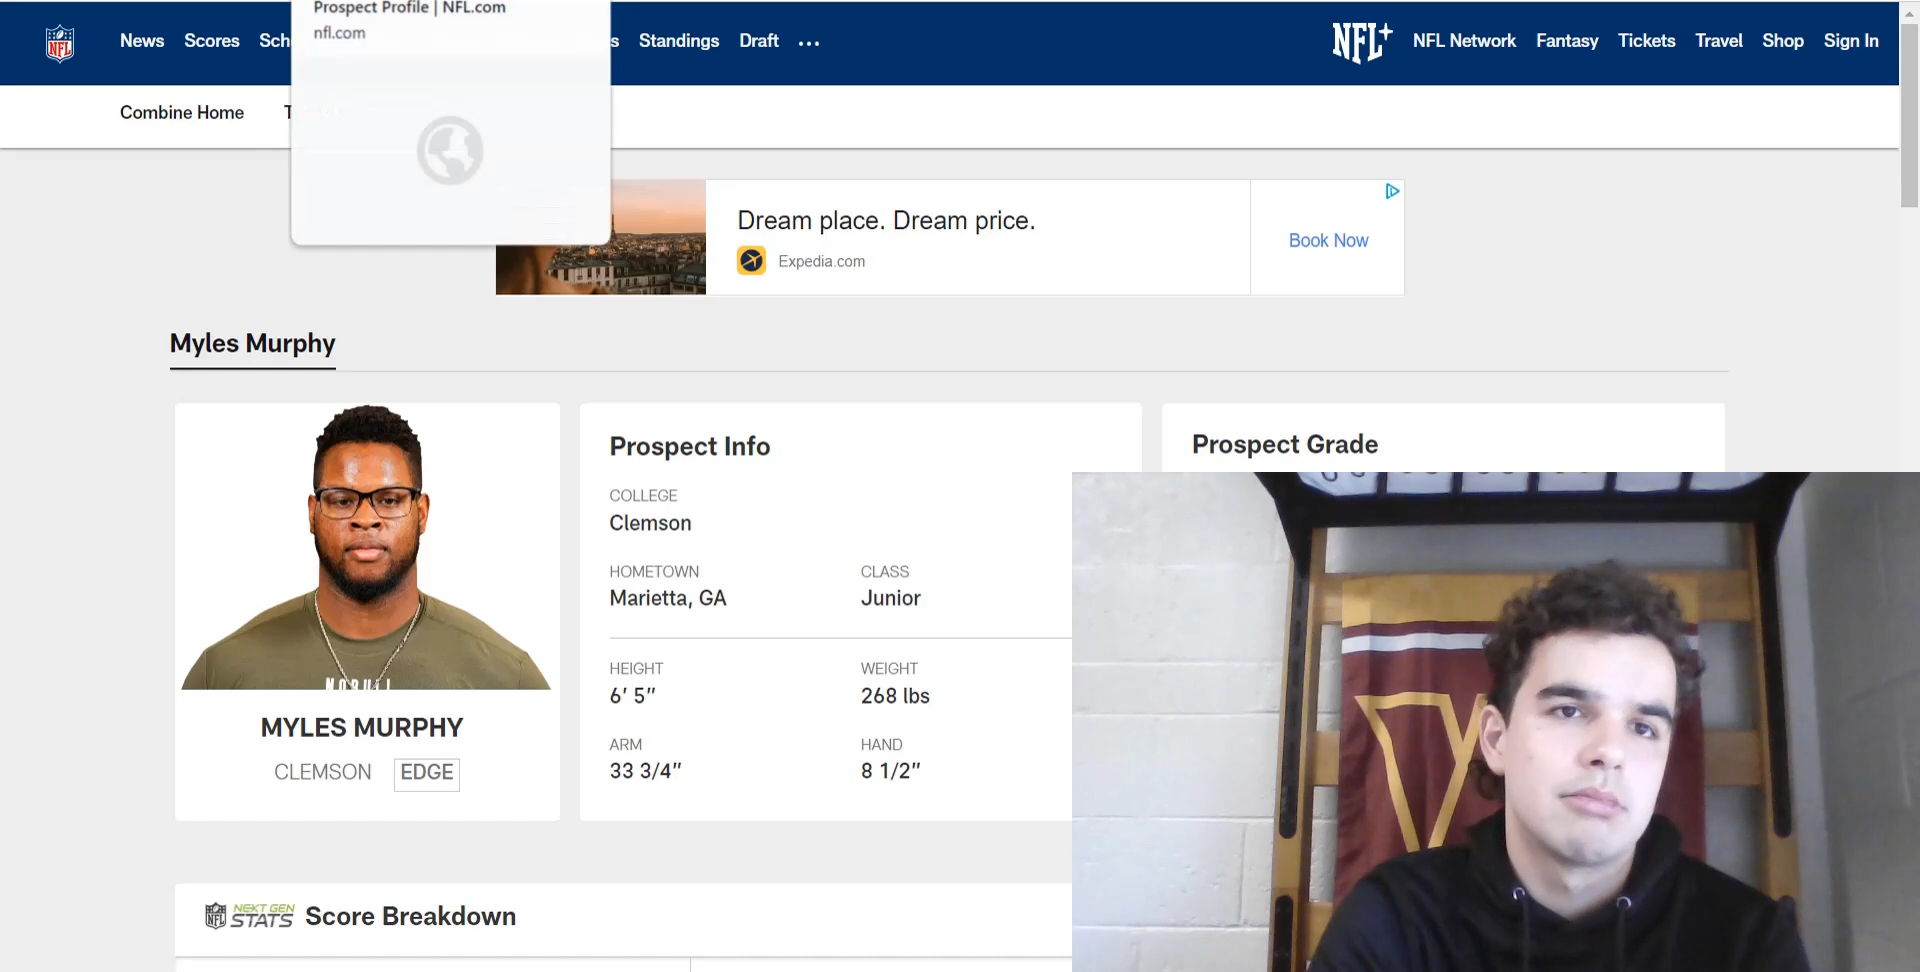 Prospect Profile | NFL.com
nfl.com
NFL
News Scores Sch s Standings Draft ...
NFL+ NFL Network Fantasy Tickets Travel Shop Sign In
Combine Home T
Dream place. Dream price.
Expedia.com
Book Now
Myles Murphy
MYLES MURPHY
CLEMSON EDGE
Prospect Info
COLLEGE
Clemson
HOMETOWN
Marietta, GA
CLASS
Junior
HEIGHT
6′ 5″
WEIGHT
268 lbs
ARM
33 3/4″
HAND
8 1/2″
Prospect Grade
NFL NEXT GEN STATS Score Breakdown